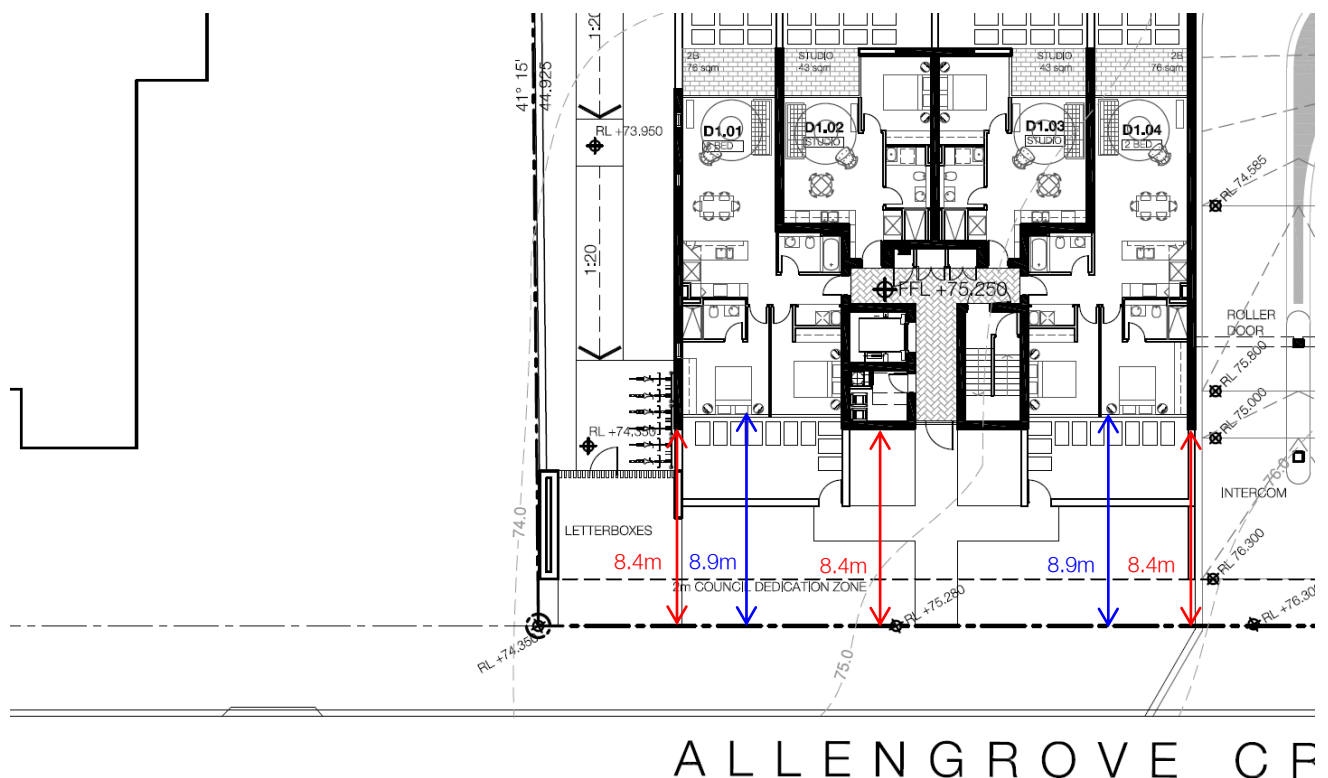 1:20
41° 15'
44.925
RL +73.950
1:20
2B
76 sqm
STUDIO
43 sqm
STUDIO
43 sqm
2B
76 sqm
D1.01
BED
D1.02
STUDIO
D1.03
STUDIO
D1.04
2 BED
RL 74.585
FFL +75.250
ROLLER
DOOR
RL 75.800
RL 75.000
76.0
INTERCOM
RL +74.350
74.0
LETTERBOXES
8.4m
8.9m
8.4m
8.9m
8.4m
RL 76.300
2m COUNCIL DEDICATION ZONE
RL +74.350
RL +75.280
RL +76.300
75.0
ALLENGROVE CR